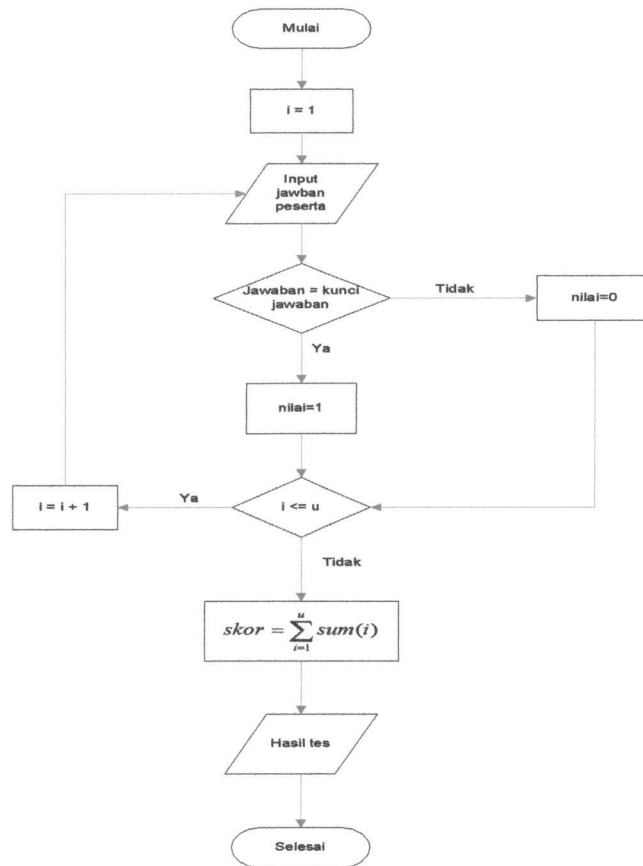 Mulai
i = 1
Input
jawban
peserta
Jawaban = kunci
jawaban
Tidak
nilai=0
Ya
nilai=1
i = i + 1
Ya
i <= u
Tidak
skor = \sum_{i=1}^{u} sum(i)
Hasil tes
Selesai